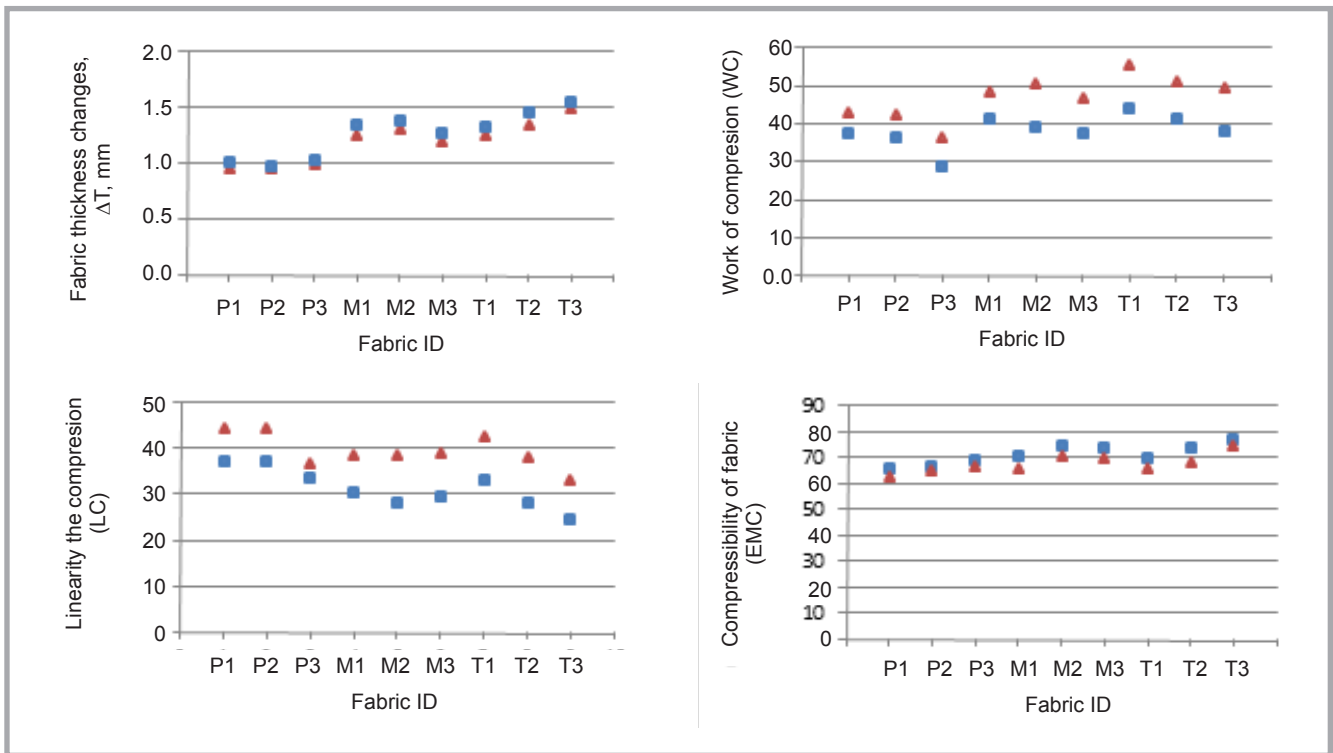 Fabric thickness changes,
ΔT, mm
2.0
1.5
1.0
0.5
0.0
P1 P2 P3 M1 M2 M3 T1 T2 T3
Fabric ID
Work of compresion (WC)
60
50
40
30
20
10
0.0
P1 P2 P3 M1 M2 M3 T1 T2 T3
Fabric ID
Linearity the compresion
(LC)
50
40
30
20
10
0
P1 P2 P3 M1 M2 M3 T1 T2 T3
Fabric ID
Compressibility of fabric
(EMC)
90
80
70
60
50
40
30
20
10
0
P1 P2 P3 M1 M2 M3 T1 T2 T3
Fabric ID